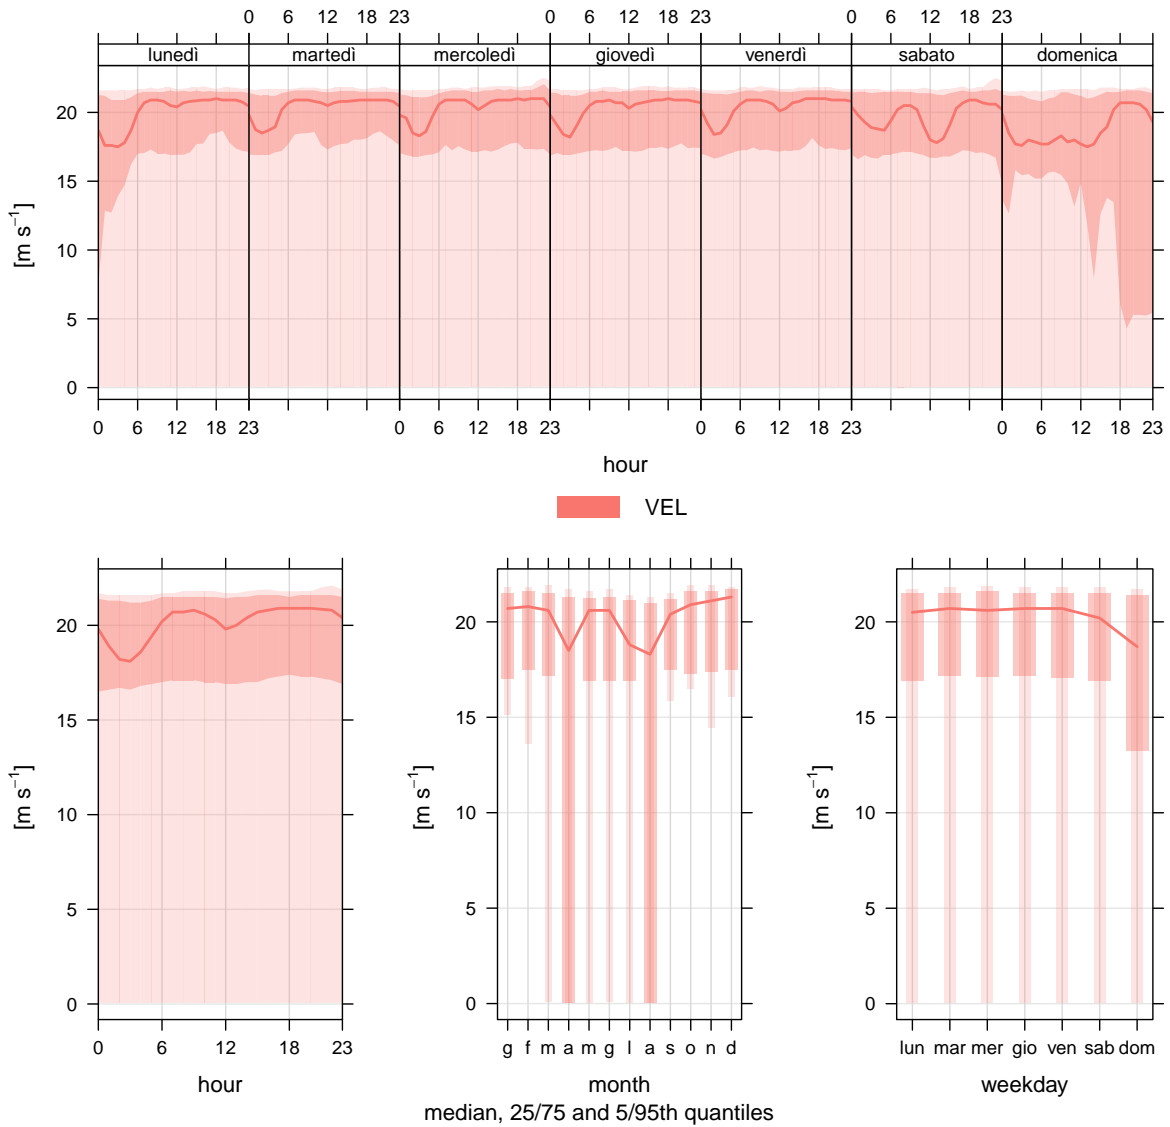 0 6 12 18 23 0 6 12 18 23 0 6 12 18 23
lunedì martedì mercoledì giovedì venerdì sabato domenica
20
15
10
5
0
[m s−1]
0 6 12 18 23 0 6 12 18 23 0 6 12 18 23 0 6 12 18 23
hour
VEL
20
15
10
5
0
[m s−1]
0 6 12 18 23
hour
20
15
10
5
0
[m s−1]
g f m a m g l a s o n d
month
20
15
10
5
0
[m s−1]
lun mar mer gio ven sab dom
weekday
median, 25/75 and 5/95th quantiles